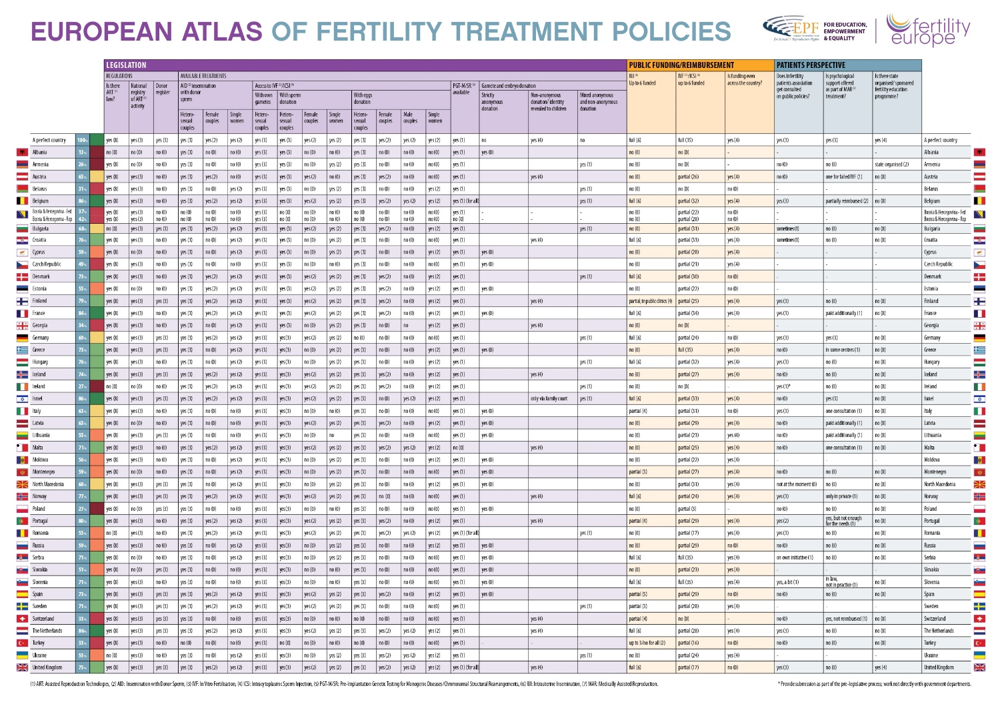 EUROPEAN ATLAS OF FERTILITY TREATMENT POLICIES
EPF FOR EDUCATION, EMPOWERMENT & EQUALITY
fertility europe
LEGISLATION PUBLIC FUNDING/REIMBURSEMENT PATIENTS PERSPECTIVE
REGULATIONS AVAILABLE TREATMENTS
Is there ART (1) law?
National registry of ART (1) activity
Donor register
AID (2) insemination with donor sperm
Access to IVF (3)/ICSI (4)
With own gametes
With sperm donation
With eggs donation
PGT-M/SR (5) available
Gamete and embryo donation
Strictly anonymous donation
Non-anonymous donation/ identity revealed to children
Mixed anonymous and non-anonymous donation
IUI (6) Up to 6 funded
IVF (3)/ICSI (4) up to 6 funded
Is funding even across the country?
Does Infertility patients association get consulted on public policies?
Is psychological support offered as part of MAR (7) treatment?
Is there state organised/sponsored fertility education programme?
Hetero-sexual couples Female couples Single women Hetero-sexual couples Hetero-sexual couples Female couples Single women Hetero-sexual couples Female couples Male couples Single women
A perfect country 100% yes (8) yes (3) yes (3) yes (3) yes (2) yes (2) yes (3) yes (3) yes (2) yes (2) yes (3) yes (2) yes (2) yes (2) yes (1) no yes (4) no full (6) full (35) yes (4) yes (3) yes (3) yes (4) A perfect country
Albania 13% no (0) no (0) no (0) yes (3) no (0) no (0) yes (3) yes (3) no (0) no (0) yes (3) no (0) no (0) no (0) yes (1) yes (0) no (0) no (0) - - - - Albania
Armenia 26% yes (8) no (0) no (0) yes (3) no (0) no (0) yes (3) yes (3) no (0) yes (2) yes (3) no (0) no (0) no (0) yes (1) yes (1) no (0) no (0) - no (0) no (0) state organised (2) Armenia
Austria 65% yes (8) yes (3) no (0) yes (3) yes (2) no (0) yes (3) yes (3) yes (2) no (0) yes (3) yes (2) no (0) no (0) yes (1) yes (4) no (0) partial (26) yes (4) no (0) one for failed IVF (1) no (0) Austria
Belarus 31% yes (8) no (0) no (0) yes (3) no (0) yes (2) yes (3) yes (3) no (0) yes (2) yes (3) no (0) no (0) yes (2) yes (1) yes (1) no (0) no (0) no (0) - - - Belarus
Belgium 86% yes (8) yes (3) no (0) yes (3) yes (2) yes (2) yes (3) yes (3) yes (2) yes (2) yes (3) yes (2) yes (2) yes (2) yes (1) (for all) yes (1) full (6) partial (32) yes (4) yes (3) partially reimbursed (2) no (0) Belgium
Bosnia & Hercegovina - Fed 37% yes (8) yes (3) no (0) no (0) no (0) no (0) yes (3) no (0) no (0) no (0) no (0) no (0) no (0) no (0) yes (1) - - - no (0) partial (22) no (0) - - - Bosnia & Hercegovina - Fed
Bosnia & Hercegovina - Rep 42% yes (8) yes (3) no (0) no (0) no (0) no (0) yes (3) no (0) no (0) no (0) no (0) no (0) no (0) no (0) no (0) - - - no (0) partial (28) no (0) - - - Bosnia & Hercegovina - Rep
Bulgaria 68% no (0) yes (3) yes (3) yes (3) yes (2) yes (2) yes (3) yes (3) yes (2) yes (2) yes (3) yes (2) no (0) yes (2) yes (1) yes (1) no (0) partial (31) yes (4) sometimes (1) no (0) no (0) Bulgaria
Croatia 76% yes (8) yes (3) yes (3) yes (3) no (0) yes (2) yes (3) yes (3) no (0) yes (2) yes (3) no (0) no (0) no (0) yes (1) yes (4) full (6) partial (33) yes (4) sometimes (1) no (0) no (0) Croatia
Cyprus 59% yes (8) no (0) no (0) yes (3) no (0) yes (2) yes (3) yes (3) no (0) yes (2) yes (3) no (0) no (0) yes (2) yes (1) yes (0) no (0) partial (28) yes (4) - - - Cyprus
Czech Republic 49% yes (8) yes (3) no (0) yes (3) no (0) no (0) yes (3) yes (3) no (0) no (0) yes (3) no (0) no (0) no (0) yes (1) yes (0) no (0) partial (21) yes (4) - - - Czech Republic
Denmark 73% yes (8) yes (3) no (0) yes (3) yes (2) yes (2) yes (3) yes (3) yes (2) yes (2) yes (3) yes (2) no (0) yes (2) yes (1) yes (1) full (6) partial (30) no (0) - - - Denmark
Estonia 55% yes (8) no (0) no (0) yes (3) yes (2) yes (2) yes (3) yes (3) yes (2) yes (2) yes (3) yes (2) no (0) yes (2) yes (1) yes (0) no (0) partial (22) no (0) - - - Estonia
Finland 79% yes (8) yes (3) yes (3) yes (3) yes (2) yes (2) yes (3) yes (3) yes (2) yes (2) yes (3) yes (2) no (0) yes (2) yes (1) yes (4) partial; in public clinics (4) partial (25) yes (4) yes (3) no (0) no (0) Finland
France 84% yes (8) yes (3) no (0) yes (3) yes (2) yes (2) yes (3) yes (3) yes (2) yes (2) yes (3) yes (2) no (0) yes (2) yes (1) yes (0) full (6) partial (34) yes (4) yes (3) paid additionally (1) no (0) France
Georgia 34% yes (8) yes (3) no (0) yes (3) no (0) yes (2) yes (3) yes (3) no (0) yes (2) yes (3) no (0) no yes (2) yes (1) yes (4) no (0) no (0) - - - - Georgia
Germany 69% yes (8) yes (3) yes (3) yes (3) yes (2) yes (2) yes (3) yes(3) yes (2) yes (2) no (0) no (0) no (0) no (0) yes (1) yes (1) full (6) partial (24) no (0) yes (3) yes (3) no (0) Germany
Greece 73% yes (8) yes (3) yes (3) yes (3) no (0) yes (2) yes (3) yes(3) no (0) yes (2) yes (3) no (0) no (0) yes (2) yes (1) yes (0) no (0) full (35) yes (4) no (0) in some centres (1) no (0) Greece
Hungary 76% yes (8) yes (3) yes (3) yes (3) no (0) yes (2) yes (3) yes(3) no (0) yes (2) yes (3) no (0) no (0) yes (2) yes (1) yes (1) full (6) partial (32) yes (4) yes (3) no (0) no (0) Hungary
Iceland 74% yes (8) yes (3) yes (3) yes (3) yes (2) yes (2) yes (3) yes(3) yes (2) yes (2) yes (3) yes (2) no (0) yes (2) yes (1) yes (4) no (0) partial (27) yes (4) no (0) no (0) no (0) Iceland
Ireland 27% no (0) no (0) no (0) yes (3) yes (2) yes (2) yes (3) yes(3) yes (2) yes (2) yes (3) yes (2) no (0) yes (2) yes (1) yes (1) no (0) no (0) - yes (1)* no (0) no (0) Ireland
Israel 86% yes (8) yes (3) yes (3) yes (3) yes (2) yes (2) yes (3) yes(3) yes (2) yes (2) yes (3) no (0) yes (2) yes (2) yes (1) only via family court yes (1) full (6) partial (33) yes (4) no (0) yes (3) no (0) Israel
Italy 63% yes (8) yes (3) no (0) yes (3) no (0) no (0) yes (3) yes(3) no (0) no (0) yes (3) no (0) no (0) no (0) yes (1) yes (0) partial (4) partial (31) no (0) yes (3) one consultation (1) no (0) Italy
Latvia 63% yes (8) no (0) no (0) yes (3) no (0) yes (2) yes (3) yes(3) yes (2) yes (2) yes (3) yes (2) no (0) yes (2) yes (1) yes (0) no (0) partial (29) yes (4) no (0) paid additionally (1) no (0) Latvia
Lithuania 55% yes (8) yes (3) yes (3) yes (3) no (0) no (0) yes (3) yes(3) no (0) no yes (3) no (0) no (0) no (0) yes (1) yes (0) no (0) partial (23) yes (4) no (0) paid additionally (1) no (0) Lithuania
Malta 71% yes (8) yes (3) no (0) yes (3) yes (2) yes (2) yes (3) yes(3) yes (2) yes (2) yes (3) yes (2) yes (2) yes (2) no (0) yes (4) no (0) partial (25) yes (4) no (0) one consultation (1) no (0) Malta
Moldova 56% yes (8) yes (3) no (0) yes (3) no (0) yes (2) yes (3) yes(3) no (0) yes (2) yes (3) no (0) no (0) yes (2) yes (1) yes (0) no (0) partial (22) yes (4) - - - Moldova
Montenegro 59% yes (8) no (0) no (0) yes (3) no (0) yes (2) yes (3) yes(3) no (0) yes (2) yes (3) no (0) no (0) yes (2) yes (1) yes (0) partial (3) partial (27) yes (4) no (0) no (0) no (0) Montenegro
North Macedonia 68% yes (8) yes (3) yes (3) yes (3) no (0) yes (2) yes (3) yes(3) no (0) yes (2) yes (3) no (0) no (0) yes (2) yes (1) yes (0) no (0) partial (31) yes (4) not at the moment (0) no (0) no (0) North Macedonia
Norway 77% yes (8) yes (3) yes (3) yes (3) yes (2) yes (2) yes (3) yes(3) yes (2) yes (2) yes (3) no (0) no (0) no (0) yes (1) yes (4) full (6) partial (24) yes (4) yes (3) only in private (1) no (0) Norway
Poland 27% yes (8) no (0) yes (3) yes (3) no (0) no (0) yes (3) yes(3) no (0) no (0) yes (3) no (0) no (0) no (0) yes (1) yes (0) no (0) partial (3) - no (0) no (0) no (0) Poland
Portugal 80% yes (8) yes (3) no (0) yes (3) yes (2) yes (2) yes (3) yes(3) yes (2) yes (2) yes (3) yes (2) no (0) yes (2) yes (1) yes (4) partial (4) partial (29) yes (4) yes (2) yes, but not enough for the needs (1) no (0) Portugal
Romania 55% no (0) yes (3) no (0) yes (3) yes (2) yes (2) yes (3) yes(3) yes (2) yes (2) yes (3) yes (2) yes (2) yes (2) yes (1) (for all) yes (1) no (0) partial (17) yes (4) yes (3) no (0) no (0) Romania
Russia 59% yes (8) yes (3) no (0) yes (3) no (0) yes (2) yes (3) yes(3) no (0) yes (2) yes (3) no (0) no (0) yes (2) yes (1) yes (0) no (0) partial (29) no (0) no (0) no (0) no (0) Russia
Serbia 71% yes (8) no (0) no (0) yes (3) no (0) yes (2) yes (3) yes(3) no (0) yes (2) yes (3) no (0) no (0) no (0) yes (1) yes (0) full (6) full (35) yes (4) on own initiative (1) no (0) no (0) Serbia
Slovakia 51% yes (8) no (0) yes (3) yes (3) no (0) no (0) yes (3) yes(3) no (0) no (0) yes (3) no (0) no (0) no (0) yes (1) yes (0) no (0) partial (23) yes (4) - - - Slovakia
Slovenia 71% yes (8) yes (3) no (0) yes (3) no (0) no (0) yes (3) yes(3) no (0) no (0) yes (3) no (0) no (0) no (0) yes (1) yes (0) full (6) full (35) yes (4) yes, a bit (1) in law, not in practice (1) no (0) Slovenia
Spain 73% yes (8) yes (3) yes (3) yes (3) yes (2) yes (2) yes (3) yes(3) yes (2) yes (2) yes (3) yes (2) no (0) yes (2) yes (1) yes (0) partial (5) partial (29) no (0) no (0) no (0) no (0) Spain
Sweden 71% yes (8) yes (3) yes (3) yes (3) yes (2) yes (2) yes (3) yes(3) yes (2) yes (2) yes (3) no (0) no (0) no (0) yes (1) yes (1) partial (3) partial (28) yes (4) - - - Sweden
Switzerland 33% yes (8) yes (3) yes (3) yes (3) no (0) no (0) yes (3) yes(3) no (0) no (0) no (0) no (0) no (0) no (0) yes (1) yes (4) partial (4) no (0) - no (0) yes, not reimbursed (1) no (0) Switzerland
The Netherlands 86% yes (8) yes (3) yes (3) yes (3) yes (2) yes (2) yes (3) yes(3) yes (2) yes (2) yes (3) yes (2) yes (2) yes (2) yes (1) yes (4) full (6) partial (28) yes (4) yes (3) no (0) no (0) The Netherlands
Turkey 33% yes (8) yes (3) no (0) no (0) no (0) no (0) yes (3) no (0) no (0) no (0) no (0) no (0) no (0) no (0) yes (1) - - - up to 3/no for all (2) partial (16) no (0) no (0) no (0) no (0) Turkey
Ukraine 55% no (0) yes (3) no (0) yes (3) no (0) yes (2) yes (3) yes(3) no (0) yes (2) yes (3) yes (2) yes (2) yes (2) yes (1) yes (1) no (0) partial (24) yes (4) - - - Ukraine
United Kingdom 75% yes (8) yes (3) yes (3) yes (3) yes (2) yes (2) yes (3) yes(3) yes (2) yes (2) yes (3) yes (2) yes (2) yes (2) yes (1) (for all) yes (4) full (6) partial (17) no (0) yes (3) no (0) yes (4) United Kingdom
(1) ART: Assisted Reproduction Technologies, (2) AID: Insemination with Donor Sperm, (3) IVF: In Vitro Fertilisation, (4) ICSI: Intracytoplasmic Sperm Injection, (5) PGT-M/SR: Pre-Implantation Genetic Testing for Monogenic Diseases/Chromosomal Structural Rearrangements, (6) IUI: Intrauterine Insemination, (7) MAR: Medically Assisted Reproduction.
* Provide submission as part of the pre-legislative process; work not directly with government departments.